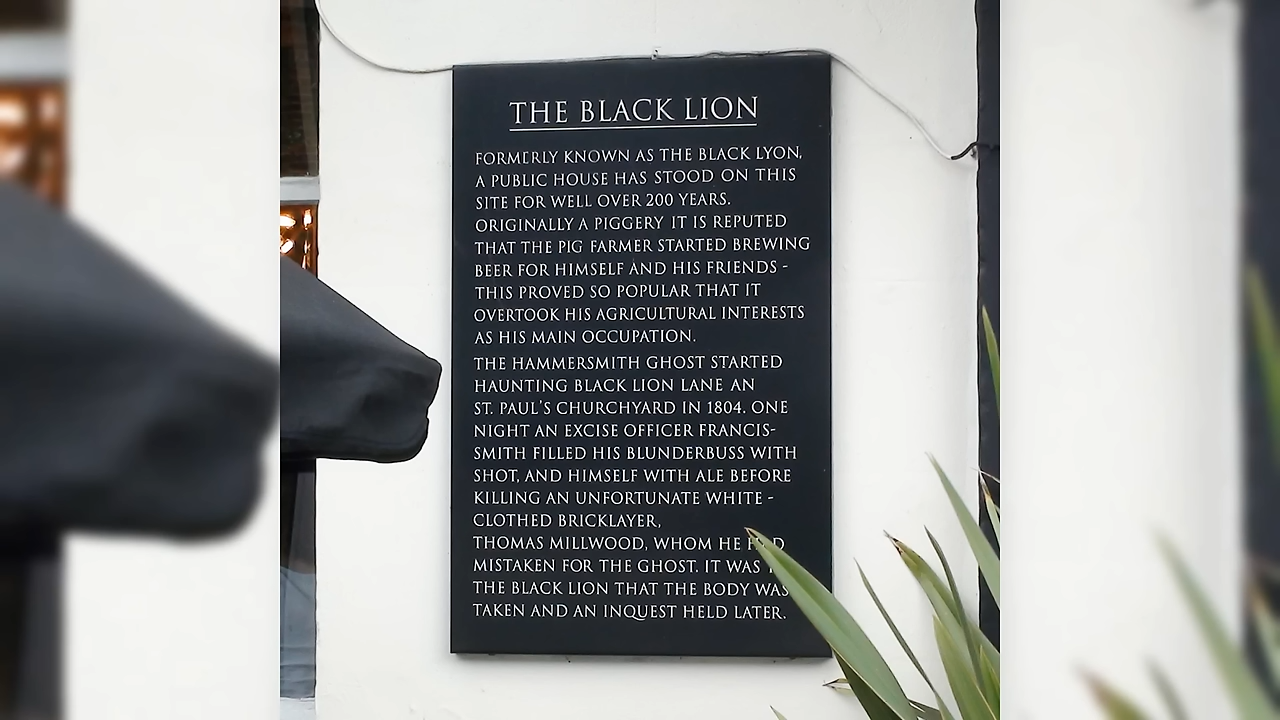 THE BLACK LION
FORMERLY KNOWN AS THE BLACK LYON,
A PUBLIC HOUSE HAS STOOD ON THIS
SITE FOR WELL OVER 200 YEARS.
ORIGINALLY A PIGGERY IT IS REPUTED
THAT THE PIG FARMER STARTED BREWING
BEER FOR HIMSELF AND HIS FRIENDS -
THIS PROVED SO POPULAR THAT IT
OVERTOOK HIS AGRICULTURAL INTERESTS
AS HIS MAIN OCCUPATION.
THE HAMMERSMITH GHOST STARTED
HAUNTING BLACK LION LANE AN
ST. PAUL'S CHURCHYARD IN 1804. ONE
NIGHT AN EXCISE OFFICER FRANCIS-
SMITH FILLED HIS BLUNDERBUSS WITH
SHOT, AND HIMSELF WITH ALE BEFORE
KILLING AN UNFORTUNATE WHITE -
CLOTHED BRICKLAYER,
THOMAS MILLWOOD, WHOM HE HAD
MISTAKEN FOR THE GHOST. IT WAS
THE BLACK LION THAT THE BODY WAS
TAKEN AND AN INQUEST HELD LATER.